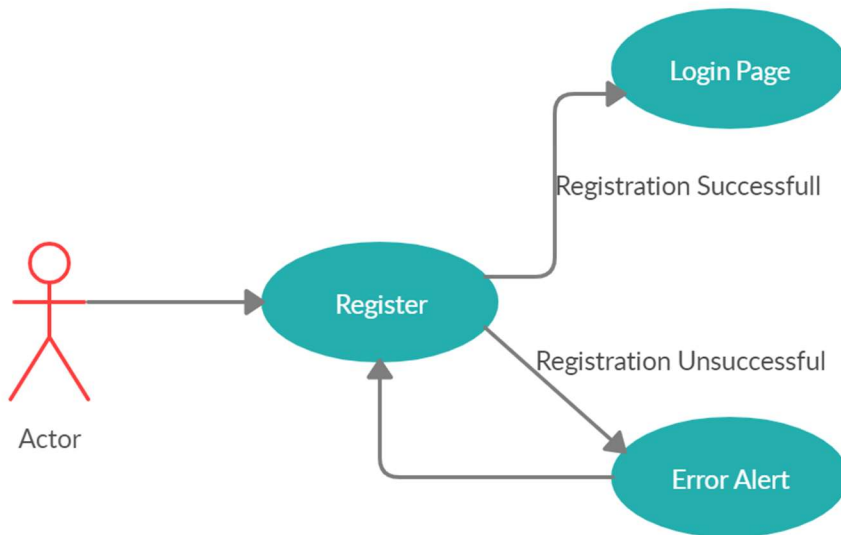 Login Page
Registration Successfull
Register
Registration Unsuccessful
Actor
Error Alert